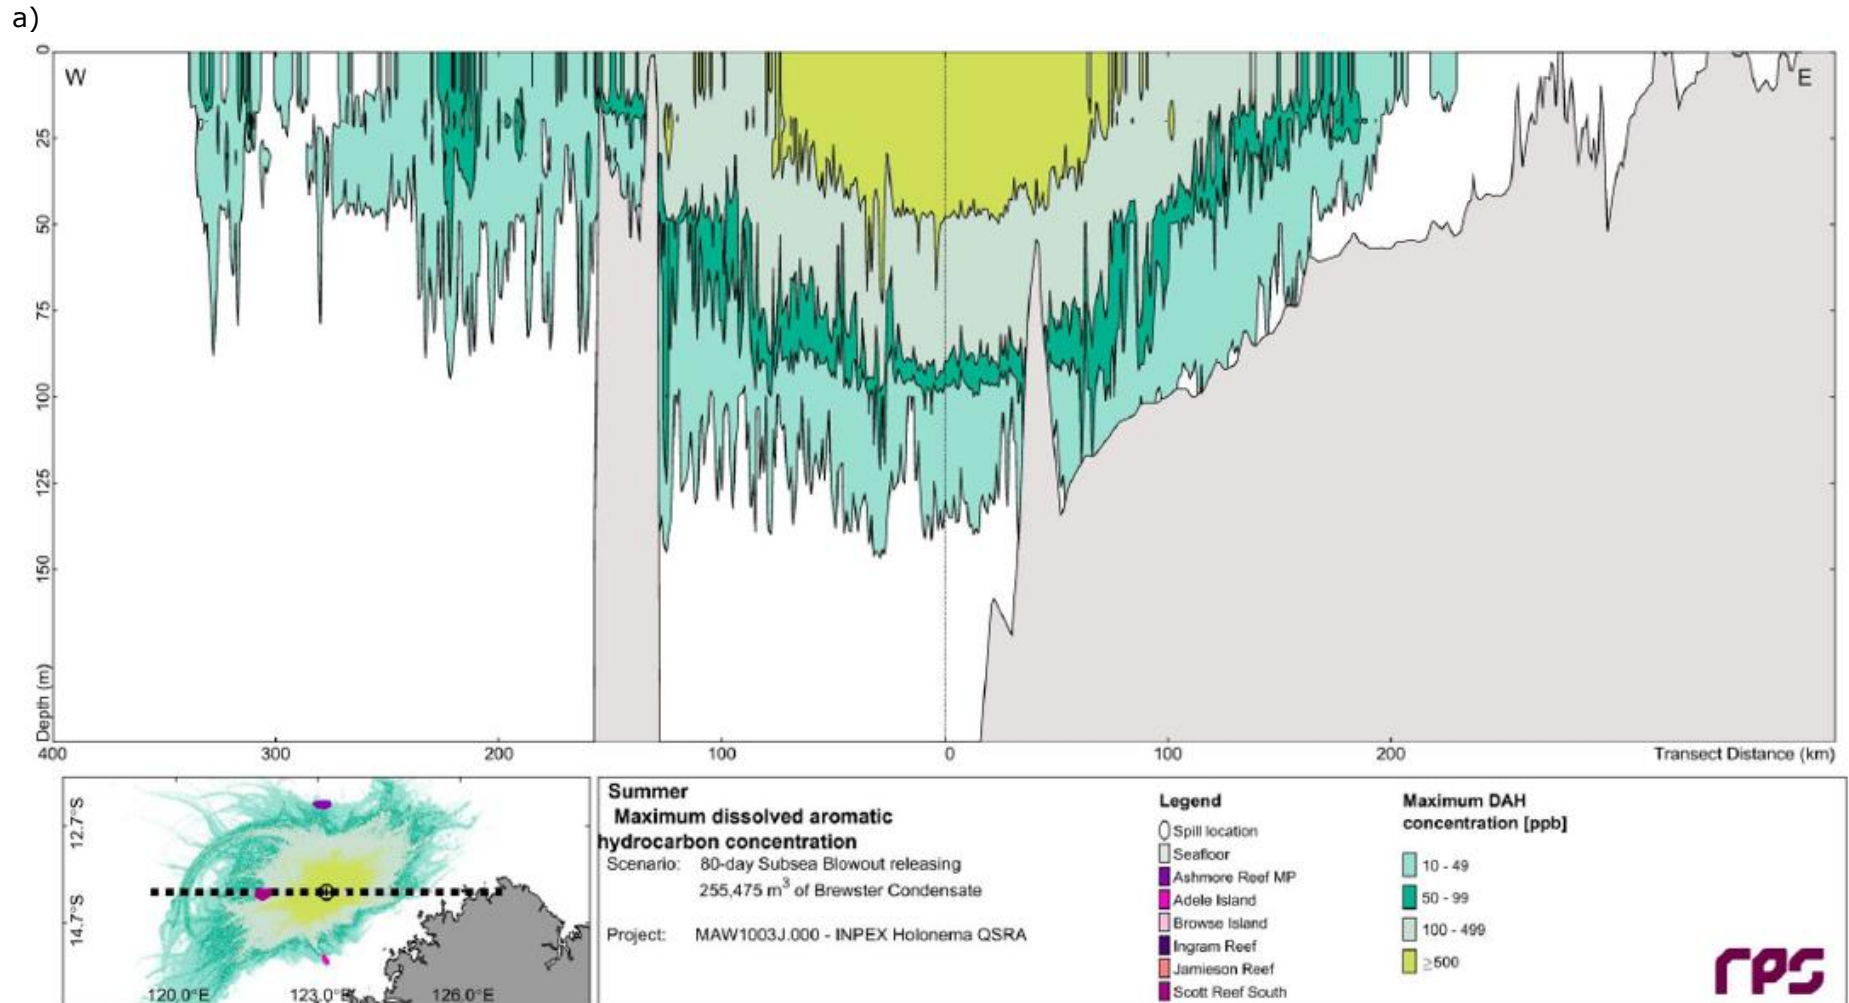 a)
0
W
E
25
50
75
100
125
150
Depth (m)
400
300
200
100
0
100
200
Transect Distance (km)
12.7°S
14.7°S
120.0°E
123.0°E
126.0°E
Summer
Maximum dissolved aromatic
hydrocarbon concentration
Scenario: 80-day Subsea Blowout releasing
255,475 m³ of Brewster Condensate
Project: MAW1003J.000 - INPEX Holonema QSRA
Legend
Spill location
Seafloor
Ashmore Reef MP
Adele Island
Browse Island
Ingram Reef
Jamieson Reef
Scott Reef South
Maximum DAH
concentration [ppb]
10 - 49
50 - 99
100 - 499
≥500
rps